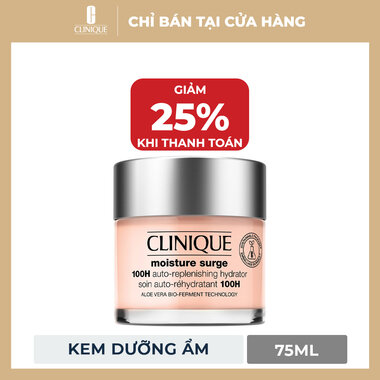 CLINIQUE
CHỈ BÁN TẠI CỬA HÀNG
GIẢM
25%
KHI THANH TOÁN
CLINIQUE
moisture surge
100H auto-replenishing hydrator
soin auto-réhydratant 100H
ALOE VERA BIO-FERMENT TECHNOLOGY
KEM DƯỠNG ẨM
75ML